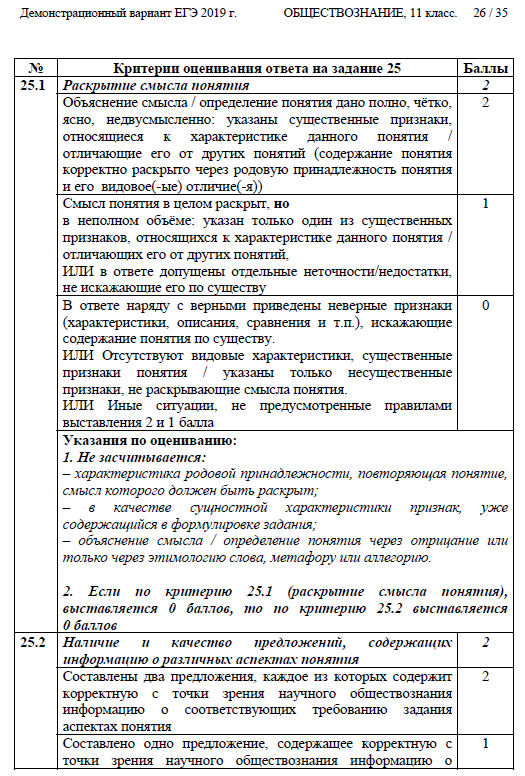 Демонстрационный вариант ЕГЭ 2019 г. ОБЩЕСТВОЗНАНИЕ, 11 класс. 26 / 35
№ Критерии оценивания ответа на задание 25 Баллы
25.1 Раскрытие смысла понятия 2
Объяснение смысла / определение понятия дано полно, чётко, 2
ясно, недвусмысленно: указаны существенные признаки,
относящиеся к характеристике данного понятия /
отличающие его от других понятий (содержание понятия
корректно раскрыто через родовую принадлежность понятия
и его видовое(-ые) отличие(-я))
Смысл понятия в целом раскрыт, но 1
в неполном объёме: указан только один из существенных
признаков, относящихся к характеристике данного понятия /
отличающих его от других понятий,
ИЛИ в ответе допущены отдельные неточности/недостатки,
не искажающие его по существу
В ответе наряду с верными приведены неверные признаки 0
(характеристики, описания, сравнения и т.п.), искажающие
содержание понятия по существу.
ИЛИ Отсутствуют видовые характеристики, существенные
признаки понятия / указаны только несущественные
признаки, не раскрывающие смысла понятия.
ИЛИ Иные ситуации, не предусмотренные правилами
выставления 2 и 1 балла
Указания по оцениванию:
1. Не засчитывается:
– характеристика родовой принадлежности, повторяющая понятие,
смысл которого должен быть раскрыт;
– в качестве сущностной характеристики признак, уже
содержащийся в формулировке задания;
– объяснение смысла / определение понятия через отрицание или
только через этимологию слова, метафору или аллегорию.
2. Если по критерию 25.1 (раскрытие смысла понятия),
выставляется 0 баллов, то по критерию 25.2 выставляется
0 баллов
25.2 Наличие и качество предложений, содержащих 2
информацию о различных аспектах понятия
Составлены два предложения, каждое из которых содержит 2
корректную с точки зрения научного обществознания
информацию о соответствующих требованию задания
аспектах понятия
Составлено одно предложение, содержащее корректную с 1
точки зрения научного обществознания информацию о